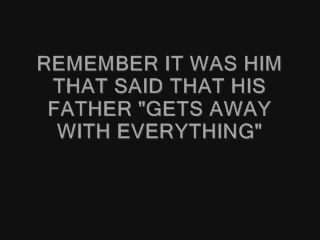 REMEMBER IT WAS HIM
THAT SAID THAT HIS
FATHER "GETS AWAY
WITH EVERYTHING"